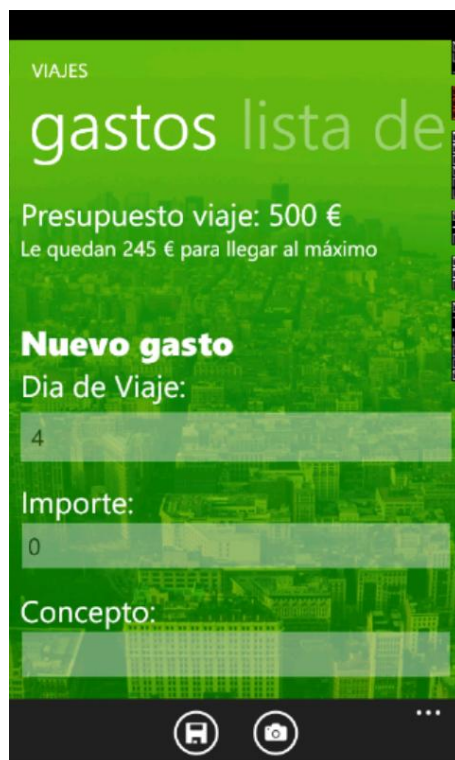 VIAJES
gastos lista de
Presupuesto viaje: 500 €
Le quedan 245 € para llegar al máximo
Nuevo gasto
Dia de Viaje:
4
Importe:
0
Concepto: